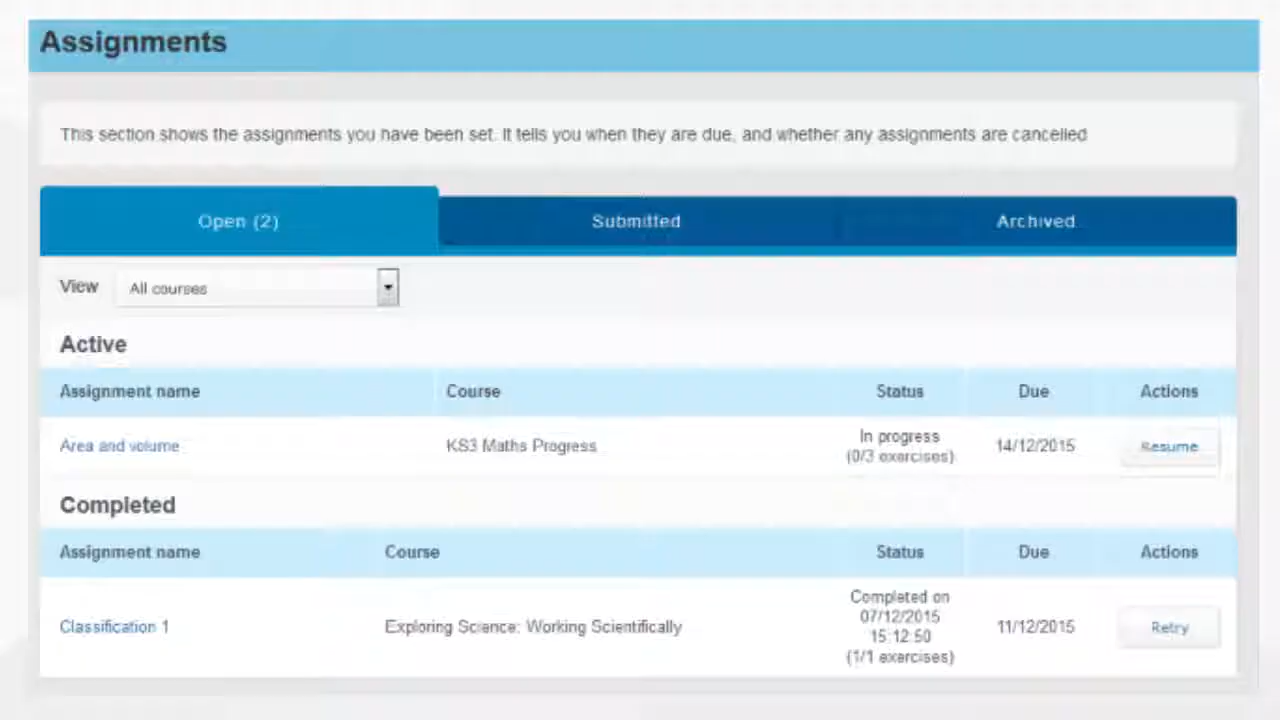 Assignments
This section shows the assignments you have been set. It tells you when they are due, and whether any assignments are cancelled
Open (2) Submitted Archived
View All courses
Active
Assignment name Course Status Due Actions
Area and volume KS3 Maths Progress In progress (0/3 exercises) 14/12/2015 Resume
Completed
Assignment name Course Status Due Actions
Classification 1 Exploring Science: Working Scientifically Completed on 07/12/2015 15:12:50 (1/1 exercises) 11/12/2015 Retry